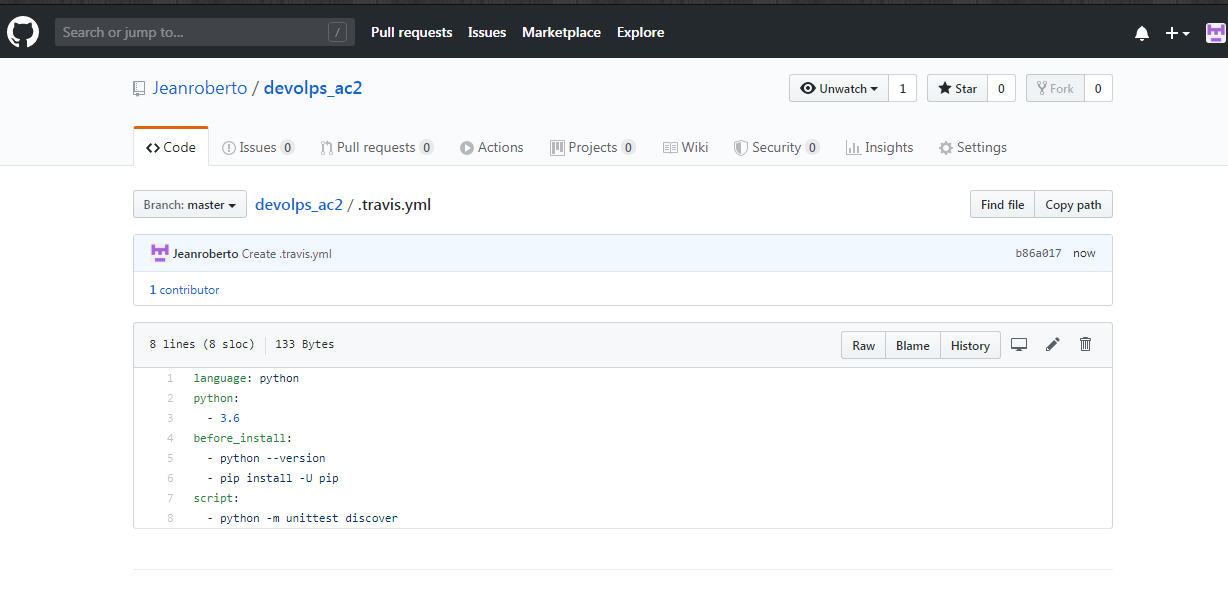 Search or jump to... / Pull requests Issues Marketplace Explore
Jeanroberto / devolps_ac2 Unwatch 1 Star 0 Fork 0
Code Issues 0 Pull requests 0 Actions Projects 0 Wiki Security 0 Insights Settings
Branch: master devolps_ac2 / .travis.yml Find file Copy path
Jeanroberto Create .travis.yml b86a017 now
1 contributor
8 lines (8 sloc) 133 Bytes Raw Blame History
1 language: python
2 python:
3 - 3.6
4 before_install:
5 - python --version
6 - pip install -U pip
7 script:
8 - python -m unittest discover